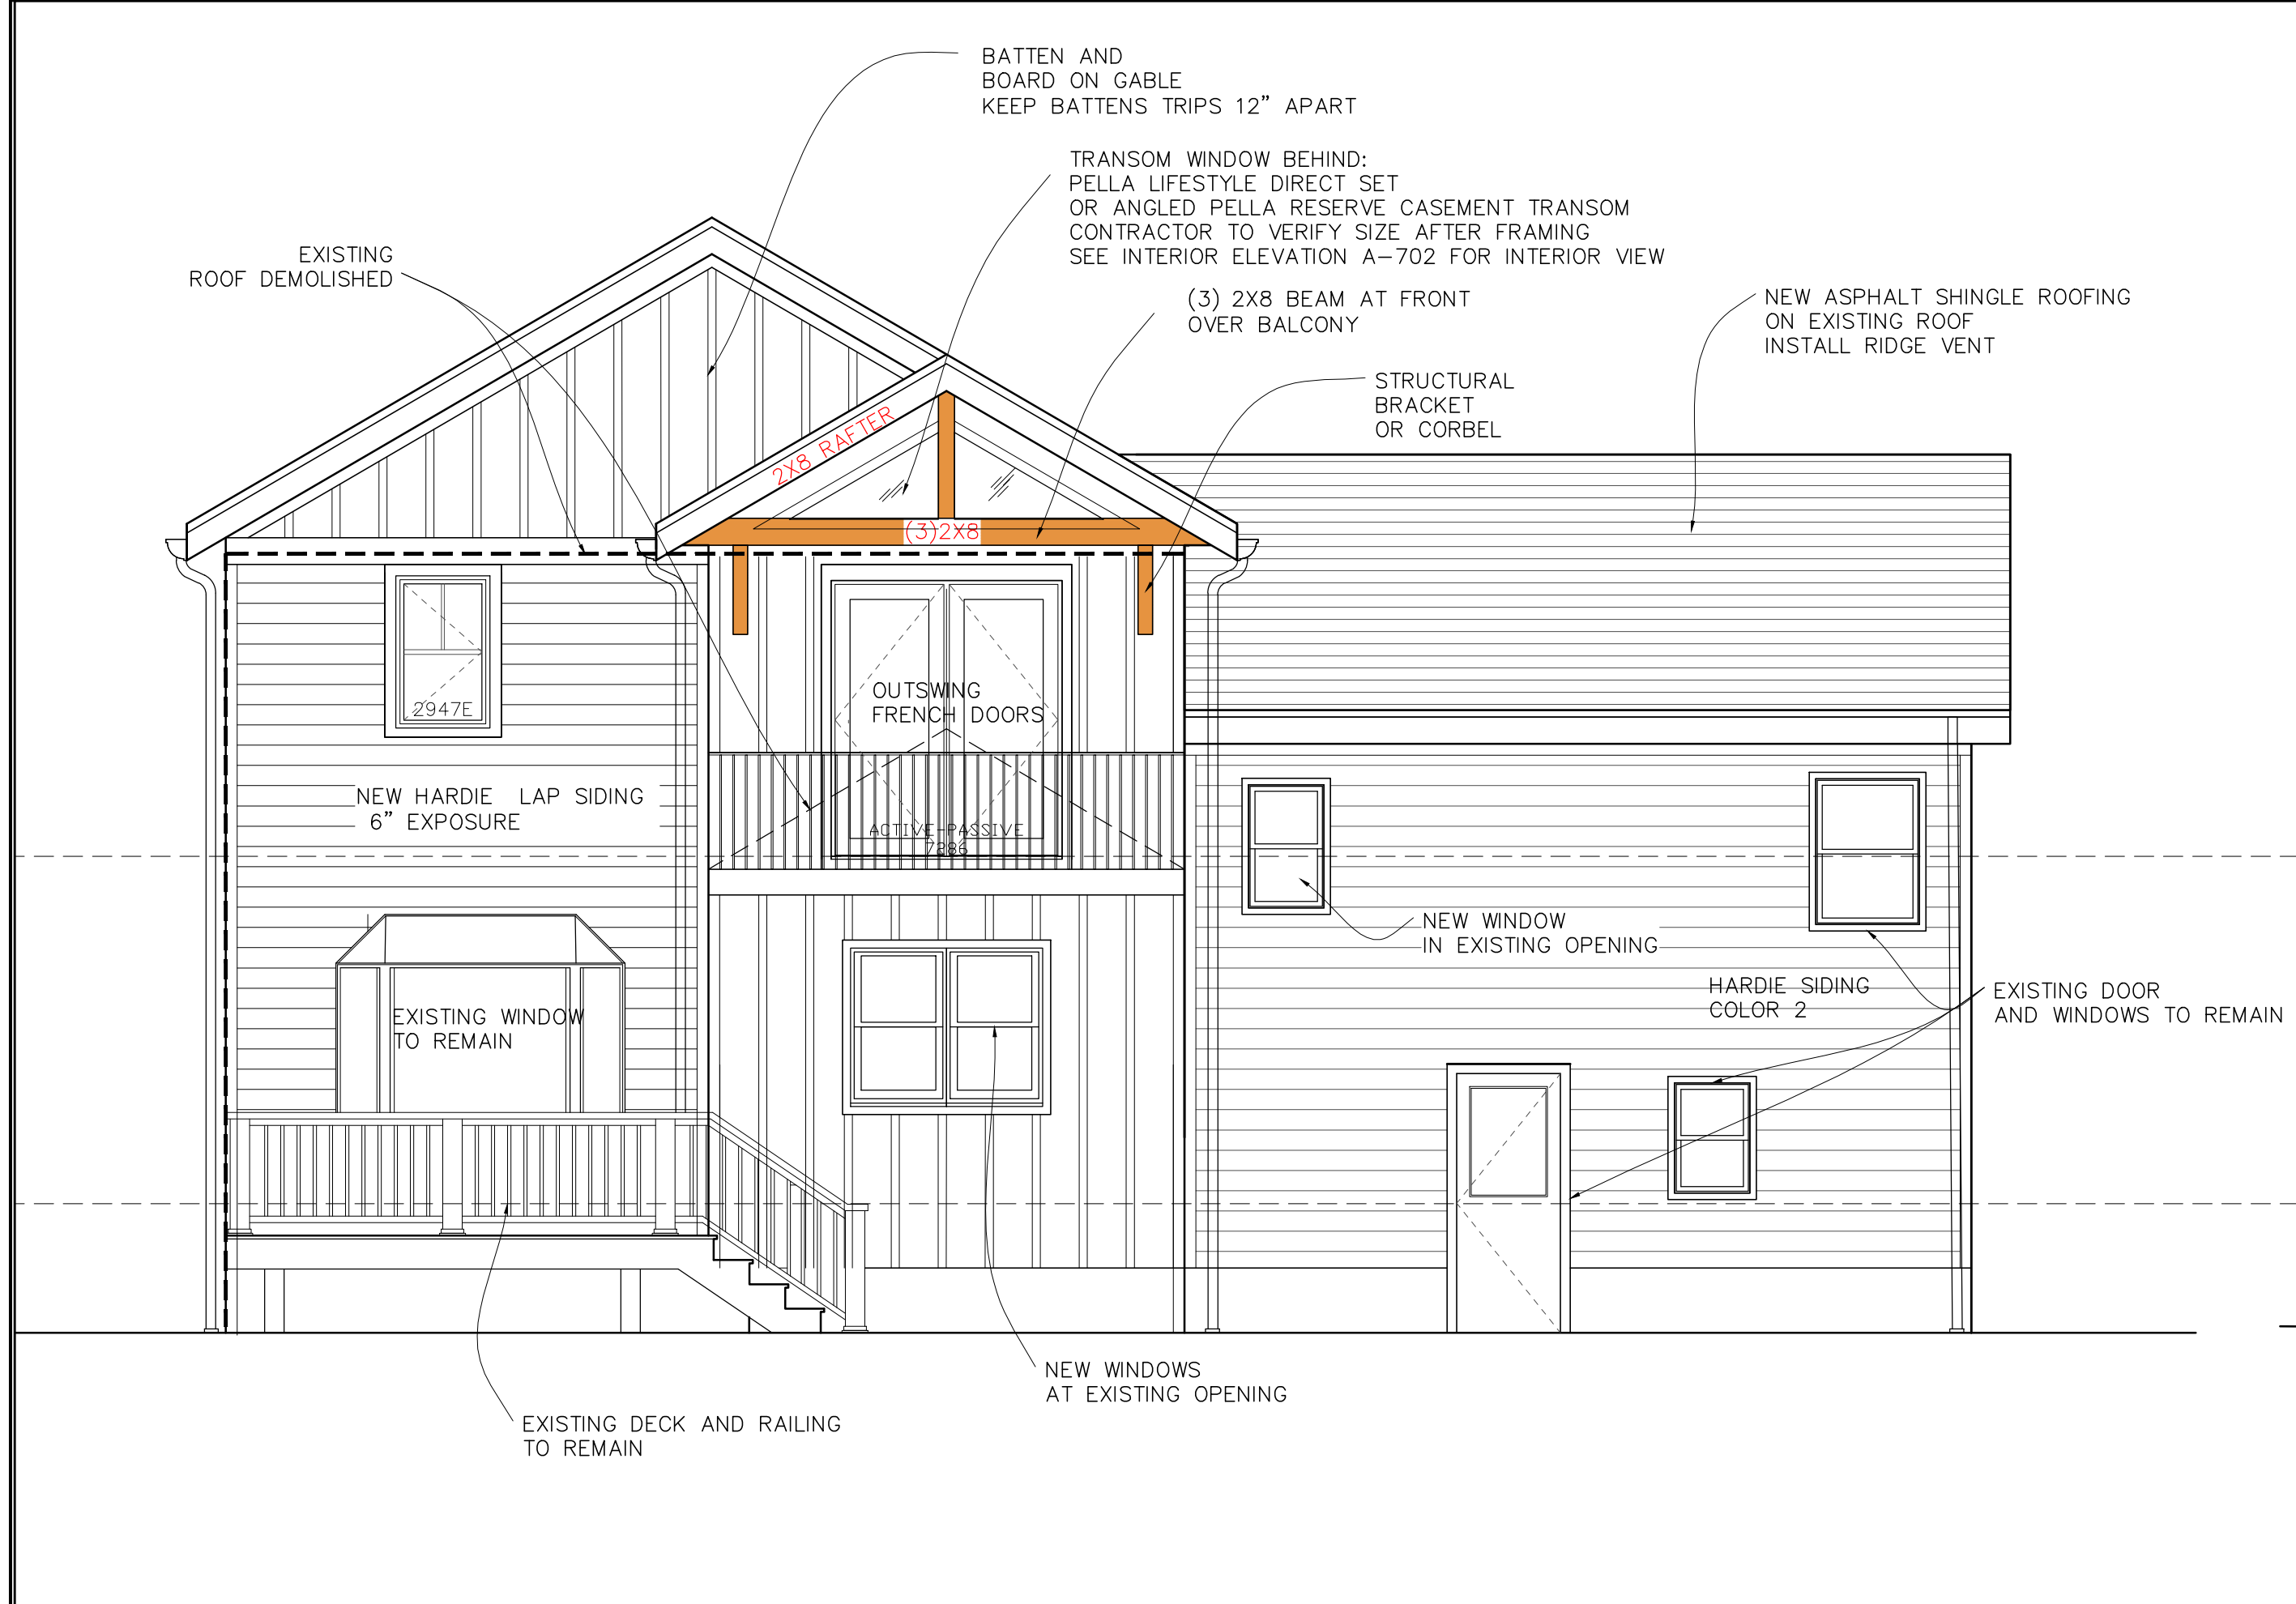 BATTEN AND
BOARD ON GABLE
KEEP BATTENS TRIPS 12” APART
TRANSOM WINDOW BEHIND:
PELLA LIFESTYLE DIRECT SET
OR ANGLED PELLA RESERVE CASEMENT TRANSOM
CONTRACTOR TO VERIFY SIZE AFTER FRAMING
SEE INTERIOR ELEVATION A-702 FOR INTERIOR VIEW
EXISTING
ROOF DEMOLISHED
(3) 2X8 BEAM AT FRONT
OVER BALCONY
NEW ASPHALT SHINGLE ROOFING
ON EXISTING ROOF
INSTALL RIDGE VENT
STRUCTURAL
BRACKET
OR CORBEL
2X8 RAFTER
(3)2X8
2947E
OUTSWING
FRENCH DOORS
NEW HARDIE LAP SIDING
6” EXPOSURE
ACTIVE-PASSIVE
7286
NEW WINDOW
IN EXISTING OPENING
HARDIE SIDING
COLOR 2
EXISTING DOOR
AND WINDOWS TO REMAIN
EXISTING WINDOW
TO REMAIN
NEW WINDOWS
AT EXISTING OPENING
EXISTING DECK AND RAILING
TO REMAIN